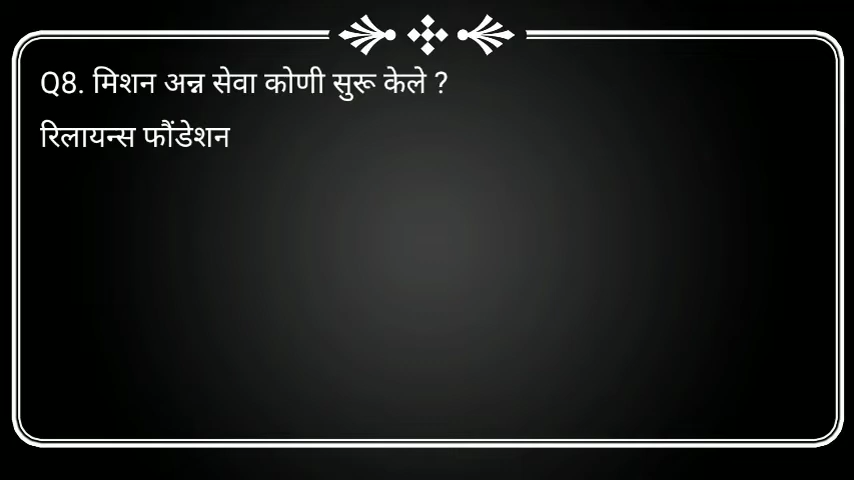 Q8. मिशन अन्न सेवा कोणी सुरू केले ?
रिलायन्स फौंडेशन